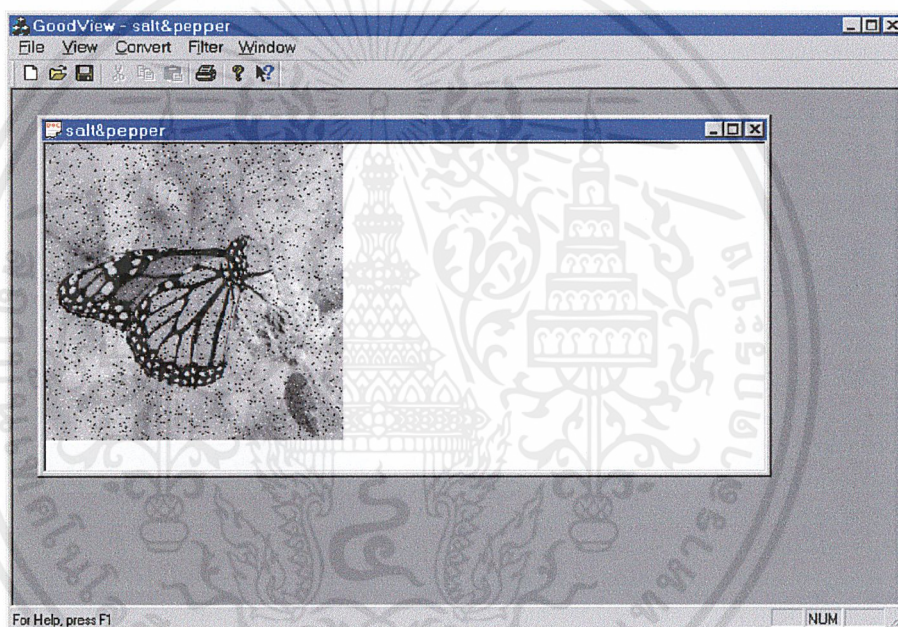 GoodView - salt&pepper
File View Convert Filter Window
salt&pepper
For Help, press F1
NUM